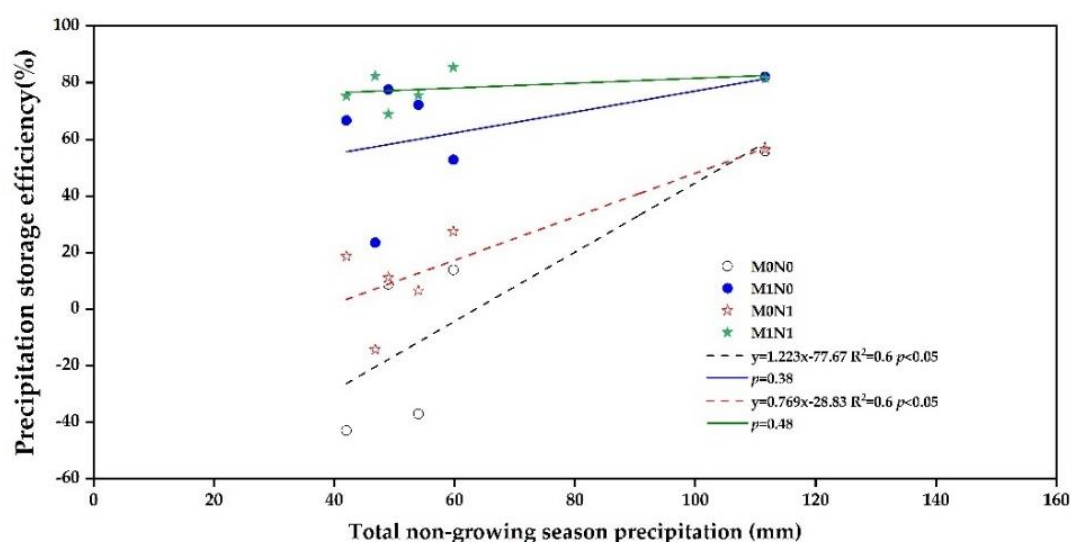 Precipitation storage efficiency(%)
100
80
60
40
20
0
-20
-40
-60
M0N0
M1N0
M0N1
M1N1
y=1.223x-77.67 R²=0.6 p<0.05
p=0.38
y=0.769x-28.83 R²=0.6 p<0.05
p=0.48
0 20 40 60 80 100 120 140 160
Total non-growing season precipitation (mm)